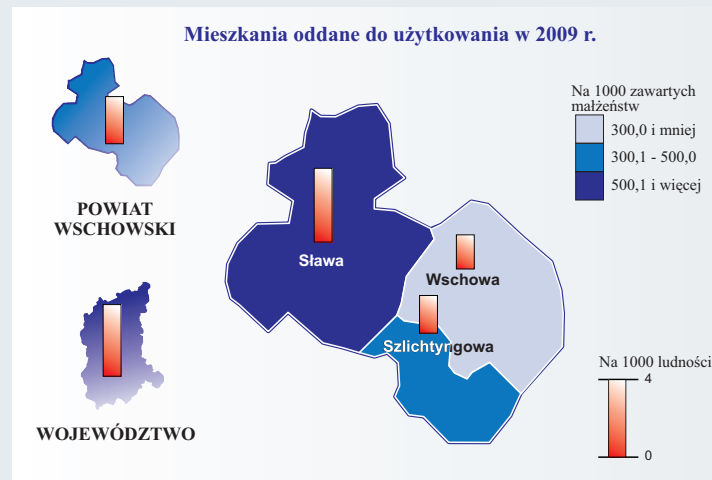 Mieszkania oddane do użytkowania w 2009 r.
Na 1000 zawartych
małżeństw
300,0 i mniej
300,1 - 500,0
500,1 i więcej
POWIAT
WSCHOWSKI
Sława
Wschowa
Szlichtyngowa
WOJEWÓDZTWO
Na 1000 ludności
4
0